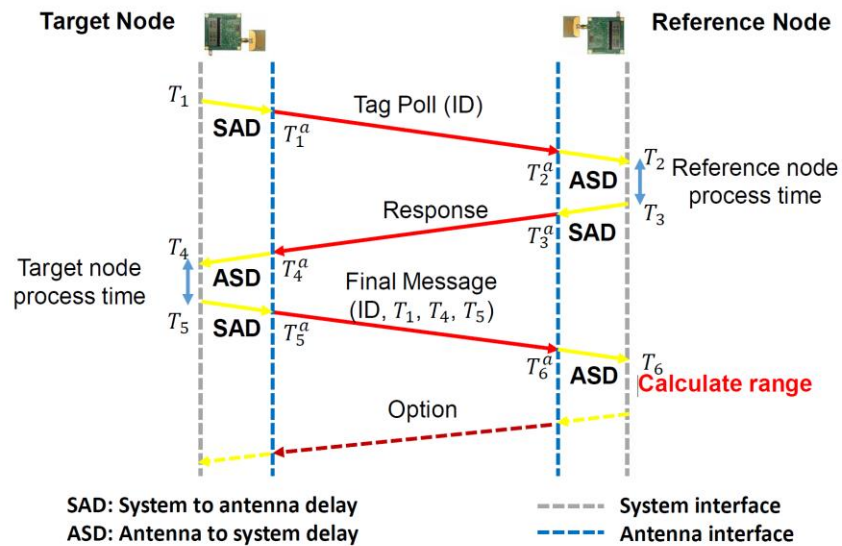 Target Node
Reference Node
T₁
SAD
T₁ᵃ
Tag Poll (ID)
T₂ᵃ
ASD
T₂
Reference node
process time
T₃
SAD
T₃ᵃ
Response
T₄ᵃ
ASD
T₄
Target node
process time
T₅
SAD
T₅ᵃ
Final Message
(ID, T₁, T₄, T₅)
T₆ᵃ
ASD
T₆
Calculate range
Option
SAD: System to antenna delay
ASD: Antenna to system delay
System interface
Antenna interface